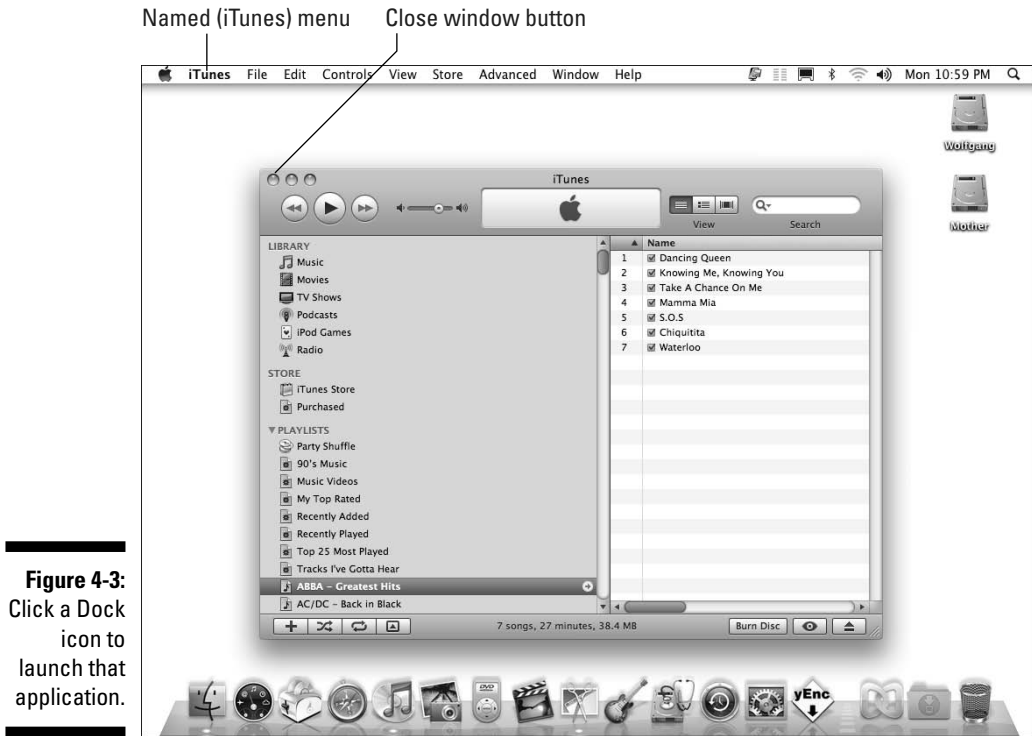 Named (iTunes) menu
Close window button
iTunes File Edit Controls View Store Advanced Window Help Mon 10:59 PM
Wolfgang
Mother
iTunes
View Search
LIBRARY
Music
Movies
TV Shows
Podcasts
iPod Games
Radio
STORE
iTunes Store
Purchased
PLAYLISTS
Party Shuffle
90's Music
Music Videos
My Top Rated
Recently Added
Recently Played
Top 25 Most Played
Tracks I've Gotta Hear
ABBA – Greatest Hits
AC/DC – Back in Black
Name
1 Dancing Queen
2 Knowing Me, Knowing You
3 Take A Chance On Me
4 Mamma Mia
5 S.O.S
6 Chiquitita
7 Waterloo
7 songs, 27 minutes, 38.4 MB
Burn Disc
DVD
yEnc
Figure 4-3:
Click a Dock
icon to
launch that
application.